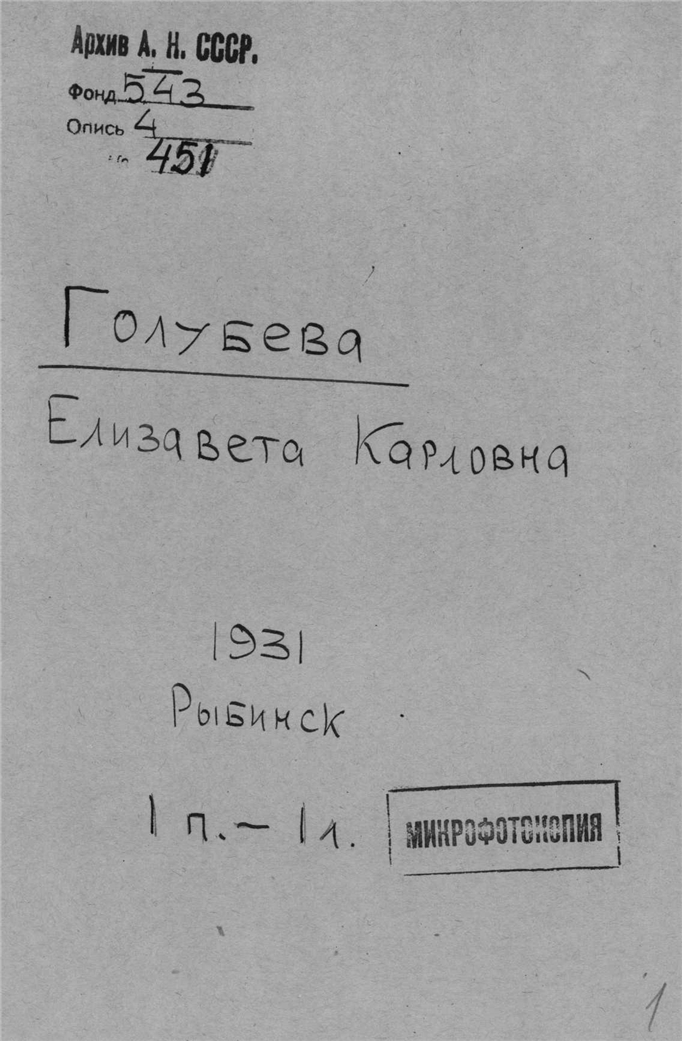 Архив А. Н. СССР.
Фонд 543
Опись 4
451
Голубева
Елизавета Карловна
1931
Рыбинск
1 п. – 1 л.
МИКРОФОТОКОПИЯ
1